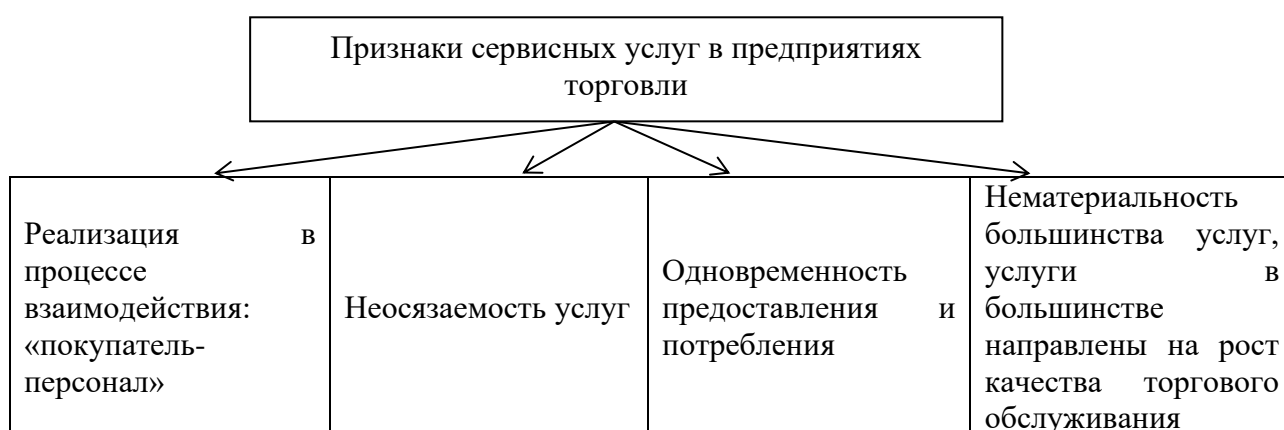 Признаки сервисных услуг в предприятиях
торговли
Реализация в
процессе
взаимодействия:
«покупатель-
персонал»
Неосязаемость услуг
Одновременность
предоставления и
потребления
Нематериальность
большинства услуг,
услуги в
большинстве
направлены на рост
качества торгового
обслуживания